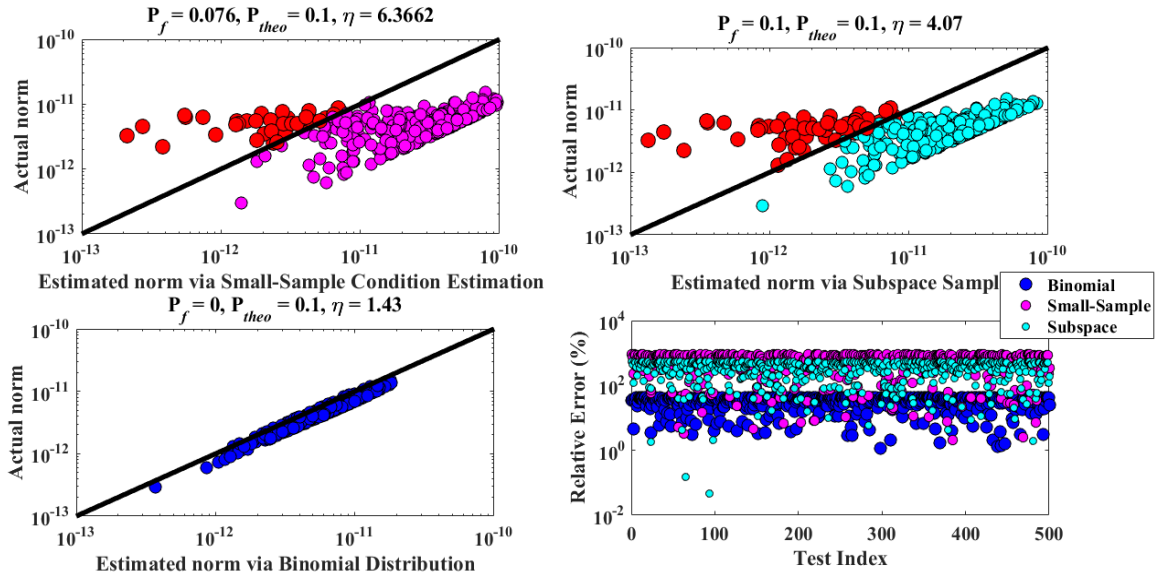 P_f = 0.076, P_theo = 0.1, η = 6.3662
10^-10
10^-11
10^-12
10^-13
Actual norm
10^-13 10^-12 10^-11 10^-10
Estimated norm via Small-Sample Condition Estimation
P_f = 0.1, P_theo = 0.1, η = 4.07
10^-10
10^-11
10^-12
10^-13
Actual norm
10^-13 10^-12 10^-11 10^-10
Estimated norm via Subspace Sampl
P_f = 0, P_theo = 0.1, η = 1.43
10^-10
10^-11
10^-12
10^-13
Actual norm
10^-13 10^-12 10^-11 10^-10
Estimated norm via Binomial Distribution
Binomial
Small-Sample
Subspace
10^4
10^2
10^0
10^-2
Relative Error (%)
0 100 200 300 400 500
Test Index